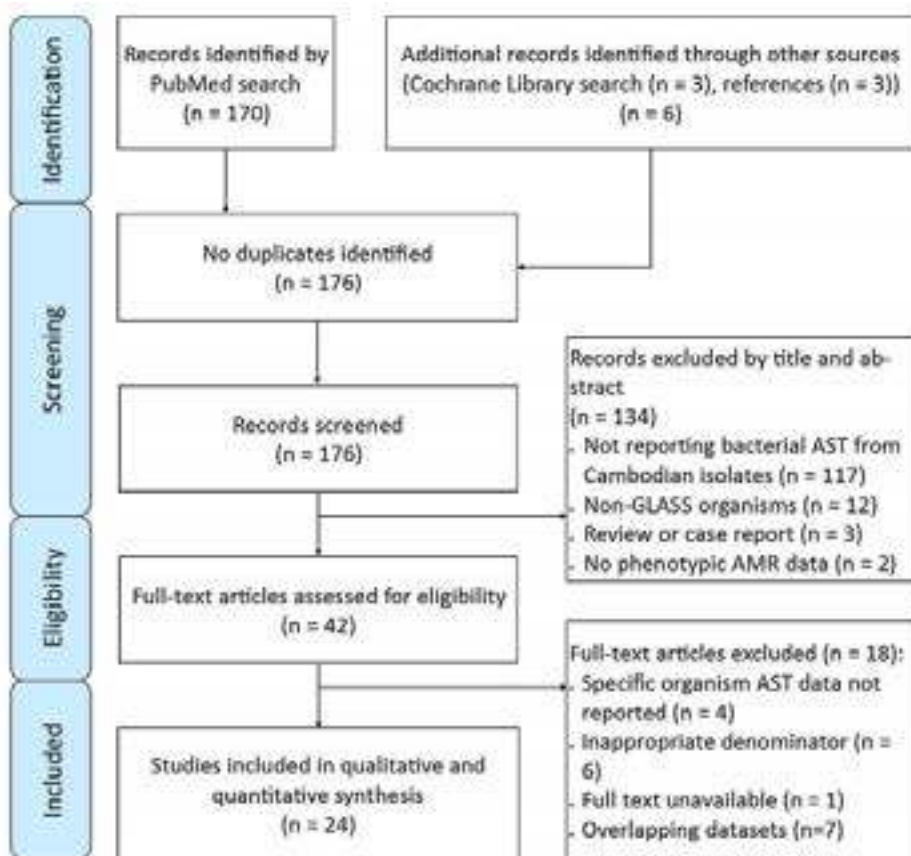 Identification
Records identified by
PubMed search
(n = 170)
Additional records identified through other sources
(Cochrane Library search (n = 3), references (n = 3))
(n = 6)
Screening
No duplicates identified
(n = 176)
Records screened
(n = 176)
Records excluded by title and ab-
stract
(n = 134)
. Not reporting bacterial AST from
Cambodian isolates (n = 117)
. Non-GLASS organisms (n = 12)
. Review or case report (n = 3)
. No phenotypic AMR data (n = 2)
Eligibility
Full-text articles assessed for eligibility
(n = 42)
Full-text articles excluded (n = 18):
. Specific organism AST data not
reported (n = 4)
. Inappropriate denominator (n =
6)
. Full text unavailable (n = 1)
. Overlapping datasets (n=7)
Included
Studies included in qualitative and
quantitative synthesis
(n = 24)